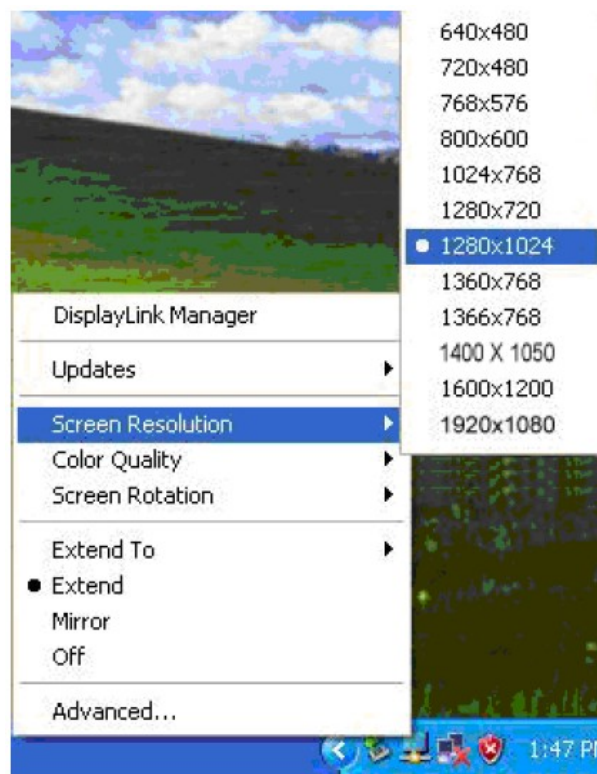 640x480
720x480
768x576
800x600
1024x768
1280x720
1280x1024
1360x768
1366x768
1400 X 1050
1600x1200
1920x1080
DisplayLink Manager
Updates
Screen Resolution
Color Quality
Screen Rotation
Extend To
Extend
Mirror
Off
Advanced...
1:47 P